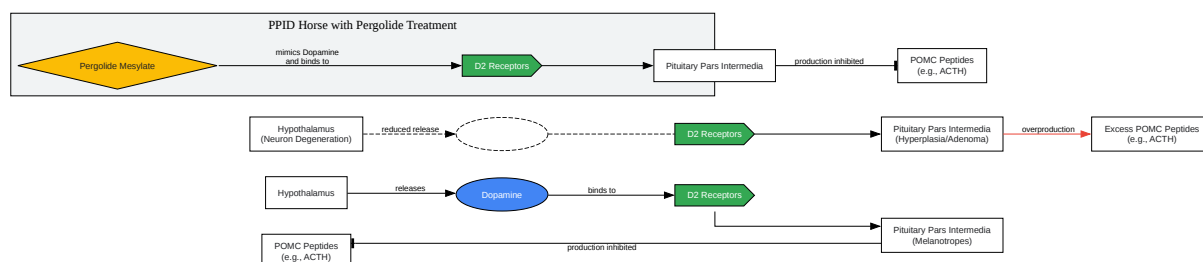 PPID Horse with Pergolide Treatment
Pergolide Mesylate
mimics Dopamine
and binds to
D2 Receptors
Pituitary Pars Intermedia
production inhibited
POMC Peptides
(e.g., ACTH)
Hypothalamus
(Neuron Degeneration)
reduced release
D2 Receptors
Pituitary Pars Intermedia
(Hyperplasia/Adenoma)
overproduction
Excess POMC Peptides
(e.g., ACTH)
Hypothalamus
releases
Dopamine
binds to
D2 Receptors
Pituitary Pars Intermedia
(Melanotropes)
production inhibited
POMC Peptides
(e.g., ACTH)